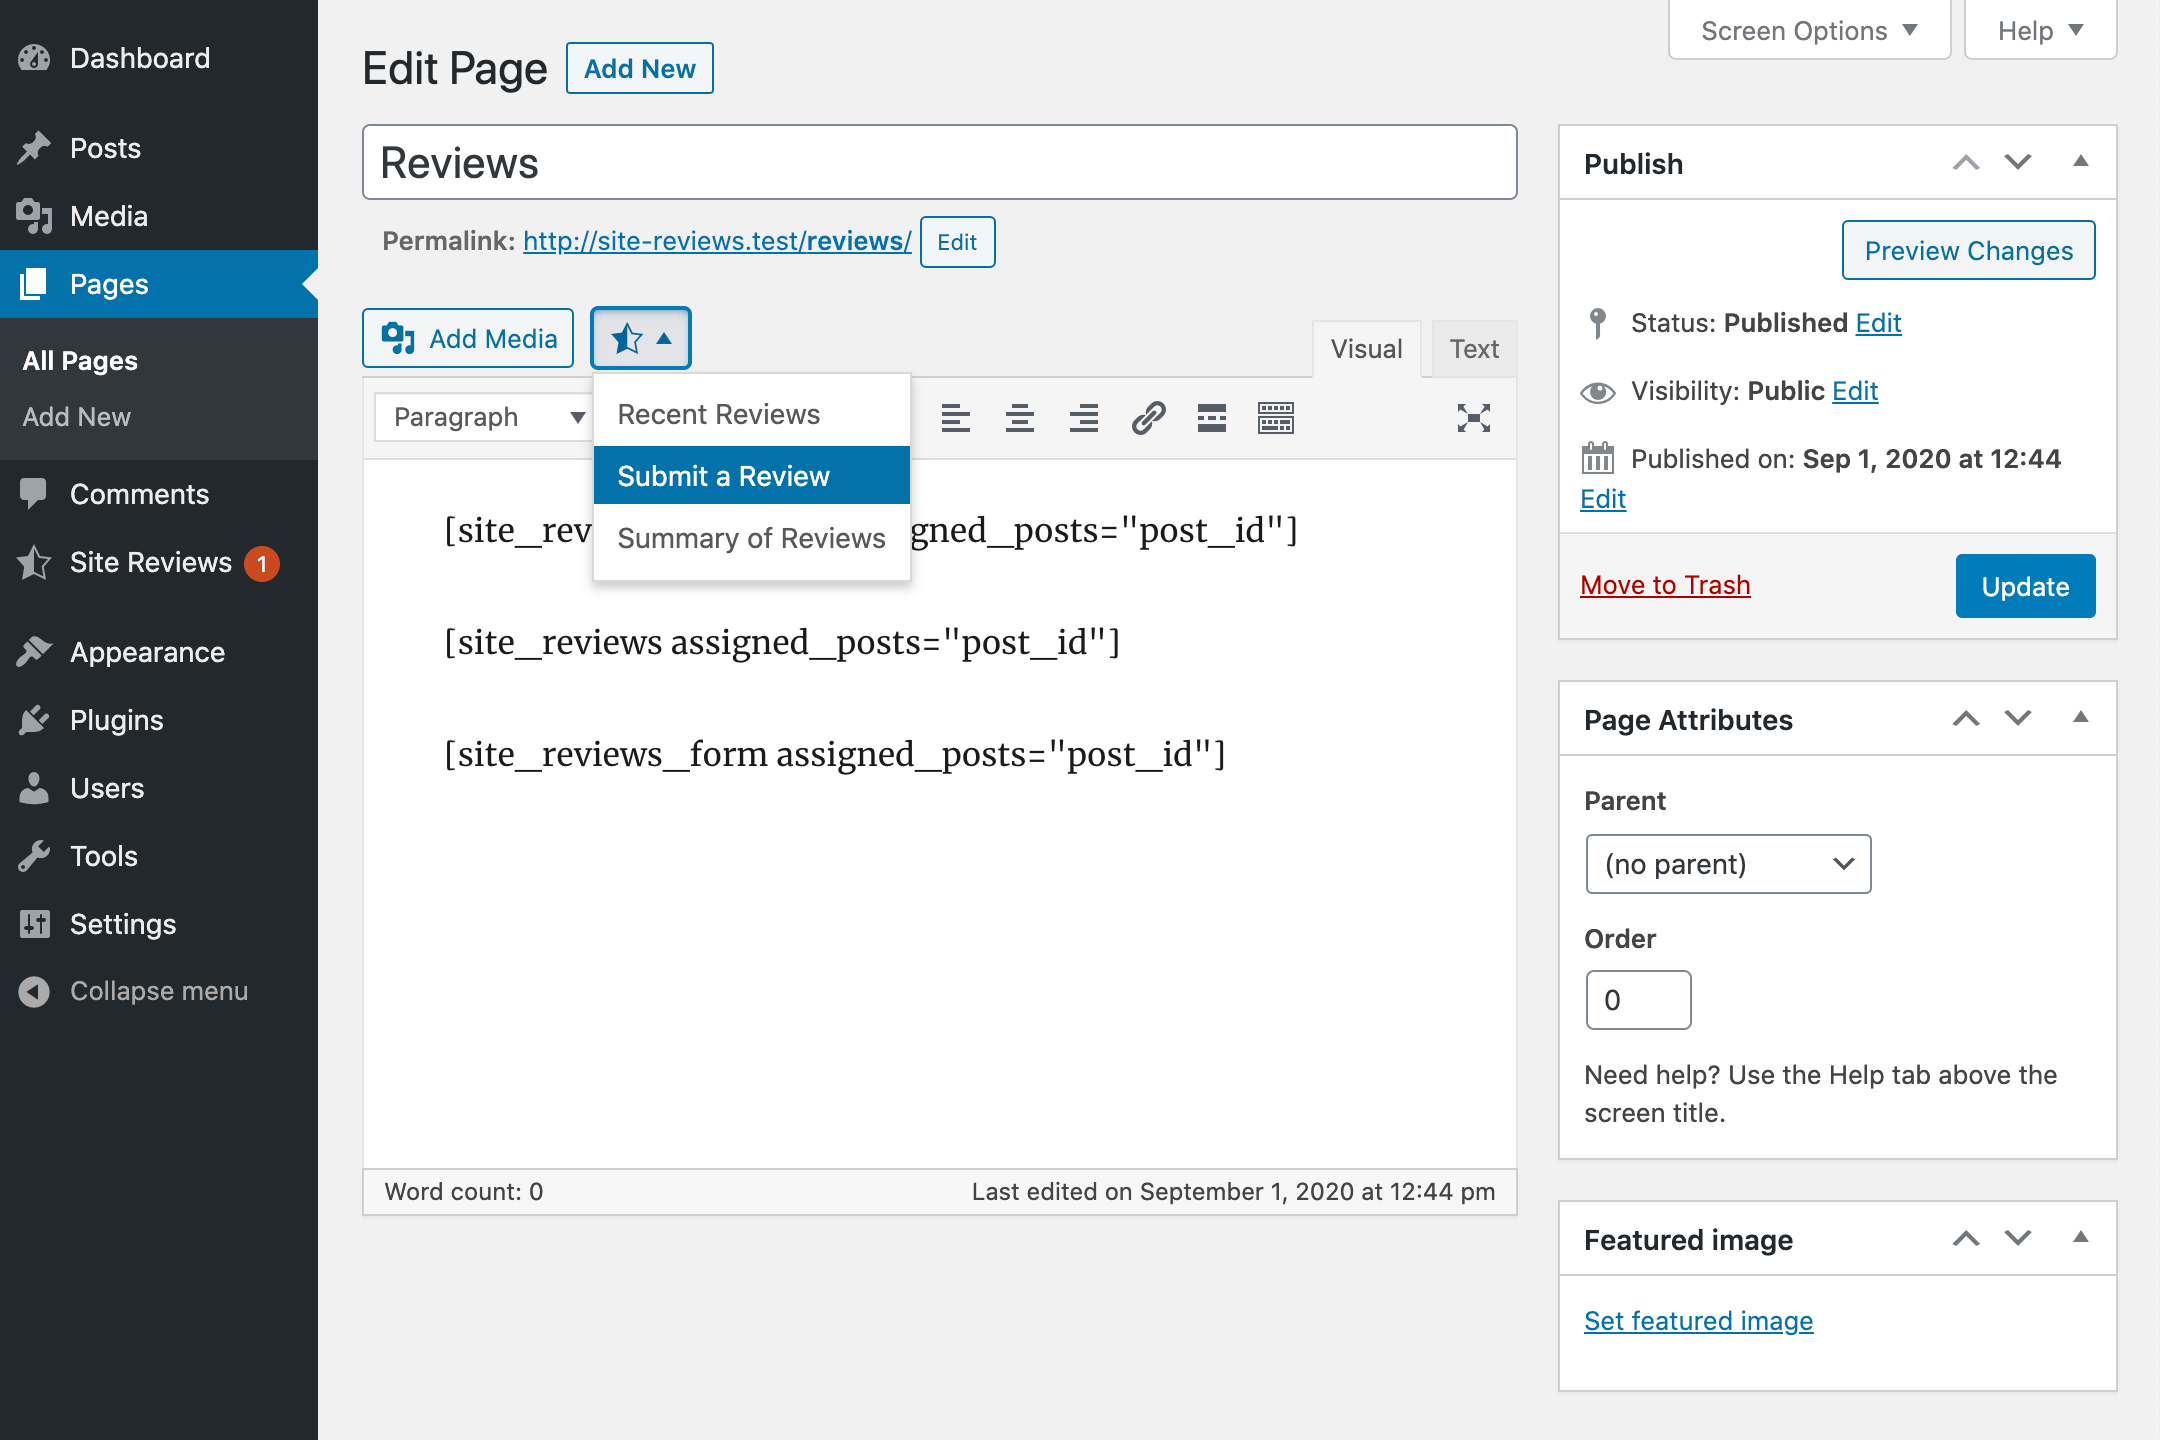 Dashboard
Posts
Media
Pages
All Pages
Add New
Comments
Site Reviews 1
Appearance
Plugins
Users
Tools
Settings
Collapse menu
Screen Options
Help
Edit Page
Add New
Reviews
Permalink: http://site-reviews.test/reviews/ Edit
Add Media
Visual
Text
Paragraph
Recent Reviews
Submit a Review
Summary of Reviews
[site_rev gned_posts="post_id"]
[site_reviews assigned_posts="post_id"]
[site_reviews_form assigned_posts="post_id"]
Word count: 0
Last edited on September 1, 2020 at 12:44 pm
Publish
Preview Changes
Status: Published Edit
Visibility: Public Edit
Published on: Sep 1, 2020 at 12:44
Edit
Move to Trash
Update
Page Attributes
Parent
(no parent)
Order
0
Need help? Use the Help tab above the
screen title.
Featured image
Set featured image